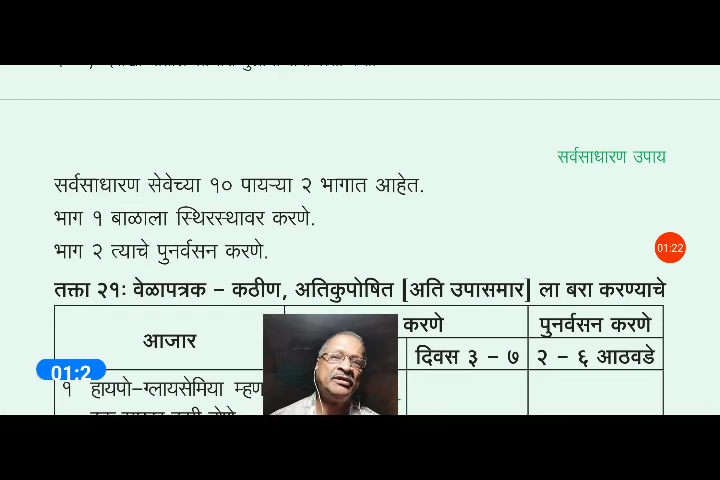 सर्वसाधारण उपाय
सर्वसाधारण सेवेच्या १० पायऱ्या २ भागात आहेत.
भाग १ बाळाला स्थिरस्थावर करणे.
01:22
भाग २ त्याचे पुनर्वसन करणे.
तक्ता २१ः वेळापत्रक – कठीण, अतिकुपोषित [अति उपासमार] ला बरा करण्याचे
आजार करणे पुनर्वसन करणे
दिवस ३ – ७ २ – ६ आठवडे
01:2
१ हायपो–ग्लायसेमिया म्हण